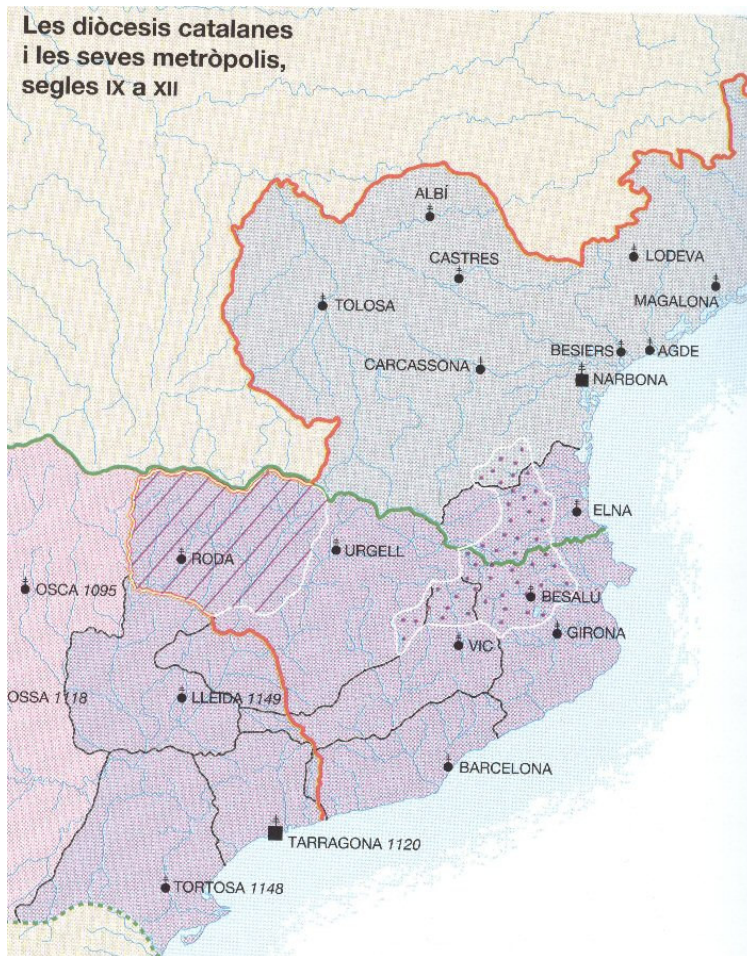 Les diòcesis catalanes
i les seves metròpolis,
segles IX a XII
ALBÍ
CASTRES
LODEVA
MAGALONA
TOLOSA
BESIERS
AGDE
CARCASSONA
NARBONA
ELNA
URGELL
RODA
OSCA 1095
BESALÚ
GIRONA
VIC
OSSA 1118
LLEIDA 1149
BARCELONA
TARRAGONA 1120
TORTOSA 1148